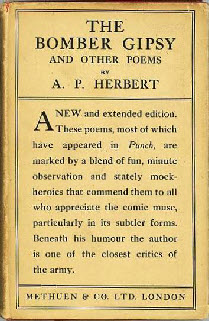 THE
BOMBER GIPSY
AND OTHER POEMS
BY
A. P. HERBERT
A NEW and extended edition.
These poems, most of which
have appeared in Punch, are
marked by a blend of fun, minute
observation and stately mock-
heroics that commend them to all
who appreciate the comic muse,
particularly in its subtler forms.
Beneath his humour the author
is one of the closest critics of
the army.
METHUEN & CO. LTD. LONDON